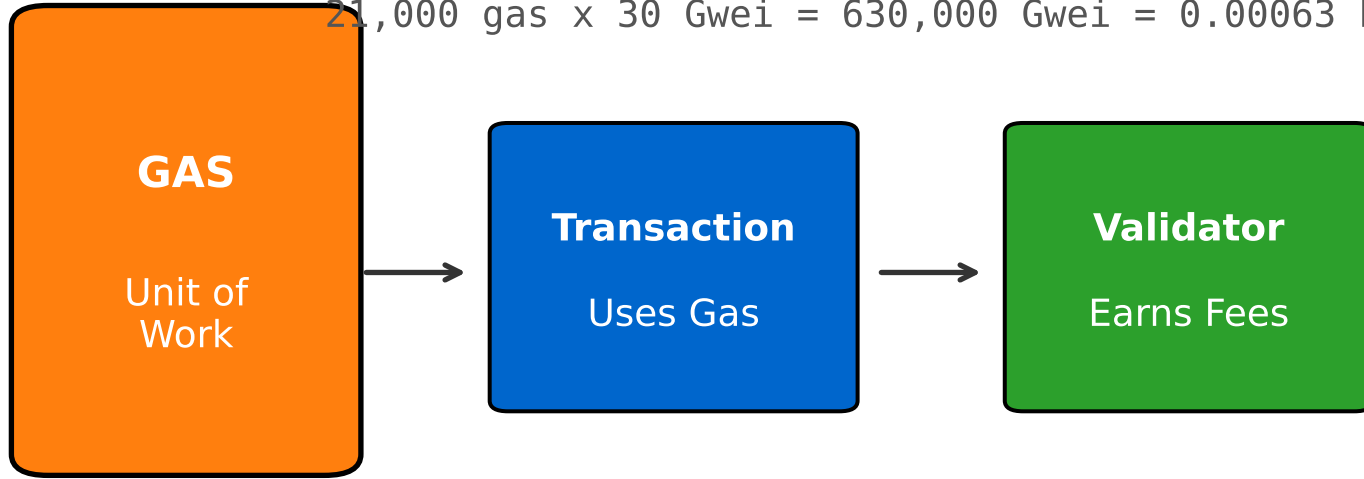 21,000 gas x 30 Gwei = 630,000 Gwei = 0.00063
GAS
Unit of
Work
Transaction
Uses Gas
Validator
Earns Fees